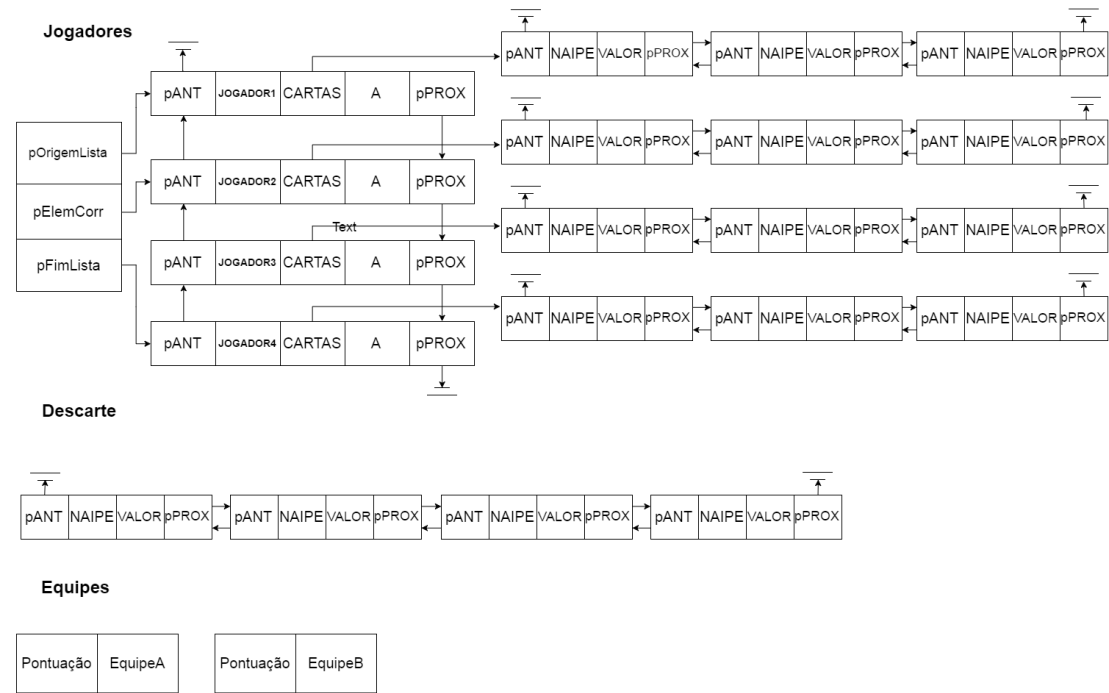 Jogadores
pANT NAIPE VALOR pPROX pANT NAIPE VALOR pPROX pANT NAIPE VALOR pPROX
pANT JOGADOR1 CARTAS A pPROX
pOrigemLista
pANT NAIPE VALOR pPROX pANT NAIPE VALOR pPROX pANT NAIPE VALOR pPROX
pANT JOGADOR2 CARTAS A pPROX
pElemCorr
Text
pANT NAIPE VALOR pPROX pANT NAIPE VALOR pPROX pANT NAIPE VALOR pPROX
pANT JOGADOR3 CARTAS A pPROX
pFimLista
pANT NAIPE VALOR pPROX pANT NAIPE VALOR pPROX pANT NAIPE VALOR pPROX
pANT JOGADOR4 CARTAS A pPROX
Descarte
pANT NAIPE VALOR pPROX pANT NAIPE VALOR pPROX pANT NAIPE VALOR pPROX pANT NAIPE VALOR pPROX
Equipes
Pontuação EquipeA Pontuação EquipeB